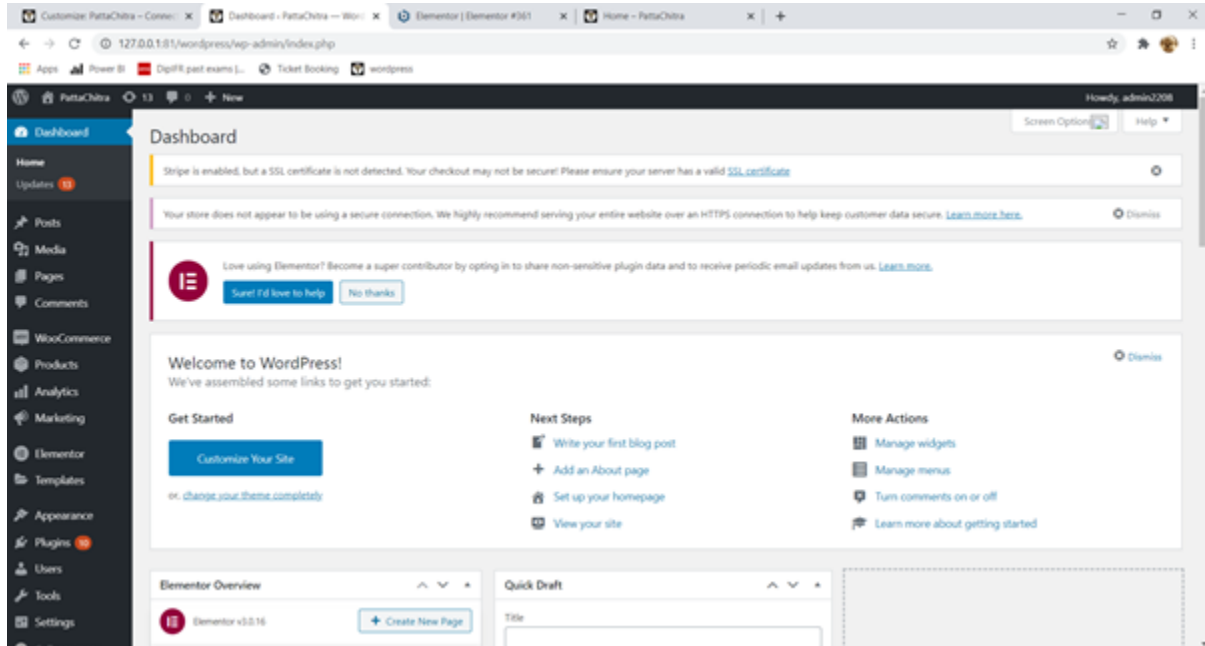 Customize: PattaChitra – Connec
Dashboard ‹ PattaChitra — Word
Elementor | Elementor #361
Home – PattaChitra
127.0.0.1:81/wordpress/wp-admin/index.php
Apps
Power BI
DipIFR past exams |...
Ticket Booking
wordpress
PattaChitra
13
0
New
Howdy, admin2208
Dashboard
Home
Updates 13
Posts
Media
Pages
Comments
WooCommerce
Products
Analytics
Marketing
Elementor
Templates
Appearance
Plugins 10
Users
Tools
Settings
Screen Options
Help
Dashboard
Stripe is enabled, but a SSL certificate is not detected. Your checkout may not be secure! Please ensure your server has a valid SSL certificate
Your store does not appear to be using a secure connection. We highly recommend serving your entire website over an HTTPS connection to help keep customer data secure. Learn more here.
Dismiss
Love using Elementor? Become a super contributor by opting in to share non-sensitive plugin data and to receive periodic email updates from us. Learn more.
Sure! I'd love to help
No thanks
Welcome to WordPress!
We've assembled some links to get you started:
Dismiss
Get Started
Customize Your Site
or, change your theme completely
Next Steps
Write your first blog post
Add an About page
Set up your homepage
View your site
More Actions
Manage widgets
Manage menus
Turn comments on or off
Learn more about getting started
Elementor Overview
Elementor v3.0.16
Create New Page
Quick Draft
Title